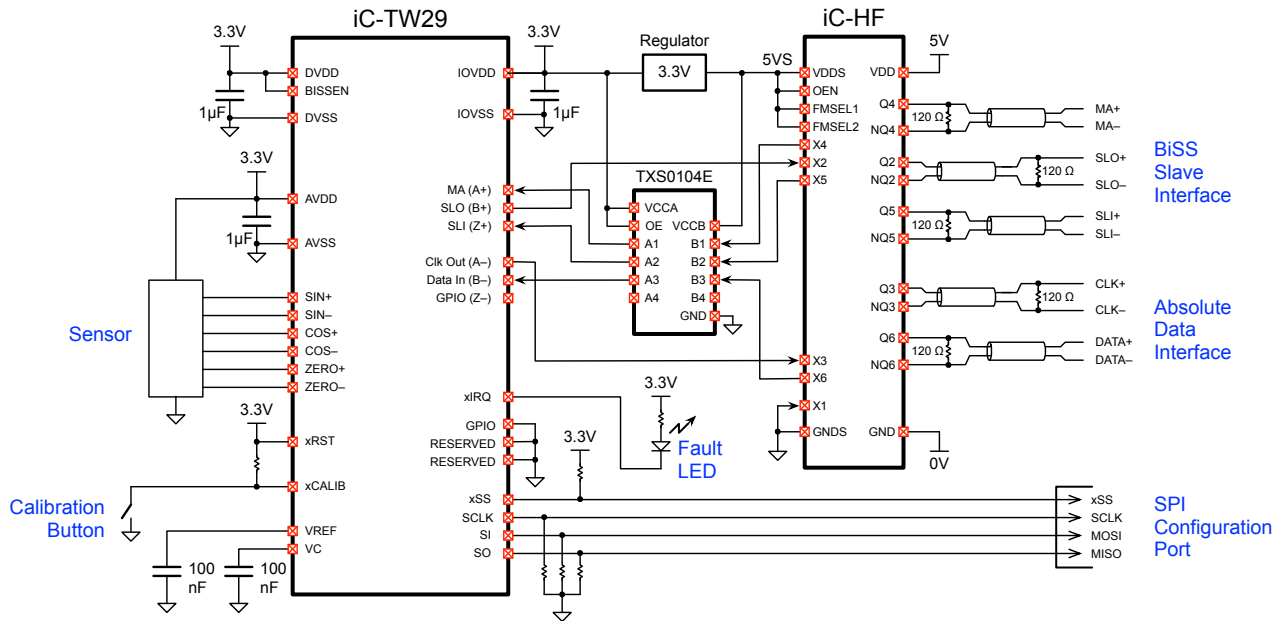 iC-TW29
iC-HF
3.3V
3.3V
Regulator
3.3V
5VS
5V
DVDD
BISSEN
DVSS
1µF
IOVDD
IOVSS
1µF
VDDS
OEN
FMSEL1
FMSEL2
X4
X2
X5
VDD
Q4
NQ4
120 Ω
MA+
MA–
Q2
NQ2
120 Ω
SLO+
SLO–
Q5
NQ5
120 Ω
SLI+
SLI–
BiSS
Slave
Interface
3.3V
AVDD
1µF
AVSS
MA (A+)
SLO (B+)
SLI (Z+)
Clk Out (A–)
Data In (B–)
GPIO (Z–)
TXS0104E
VCCA
OE
VCCB
A1
B1
A2
B2
A3
B3
A4
B4
GND
Q3
NQ3
120 Ω
CLK+
CLK–
Q6
NQ6
120 Ω
DATA+
DATA–
Absolute
Data
Interface
Sensor
SIN+
SIN–
COS+
COS–
ZERO+
ZERO–
X3
X6
X1
GNDS
GND
0V
3.3V
xRST
xCALIB
Calibration
Button
VREF
VC
100
nF
100
nF
xIRQ
GPIO
RESERVED
RESERVED
3.3V
Fault
LED
3.3V
xSS
SCLK
SI
SO
xSS
SCLK
MOSI
MISO
SPI
Configuration
Port